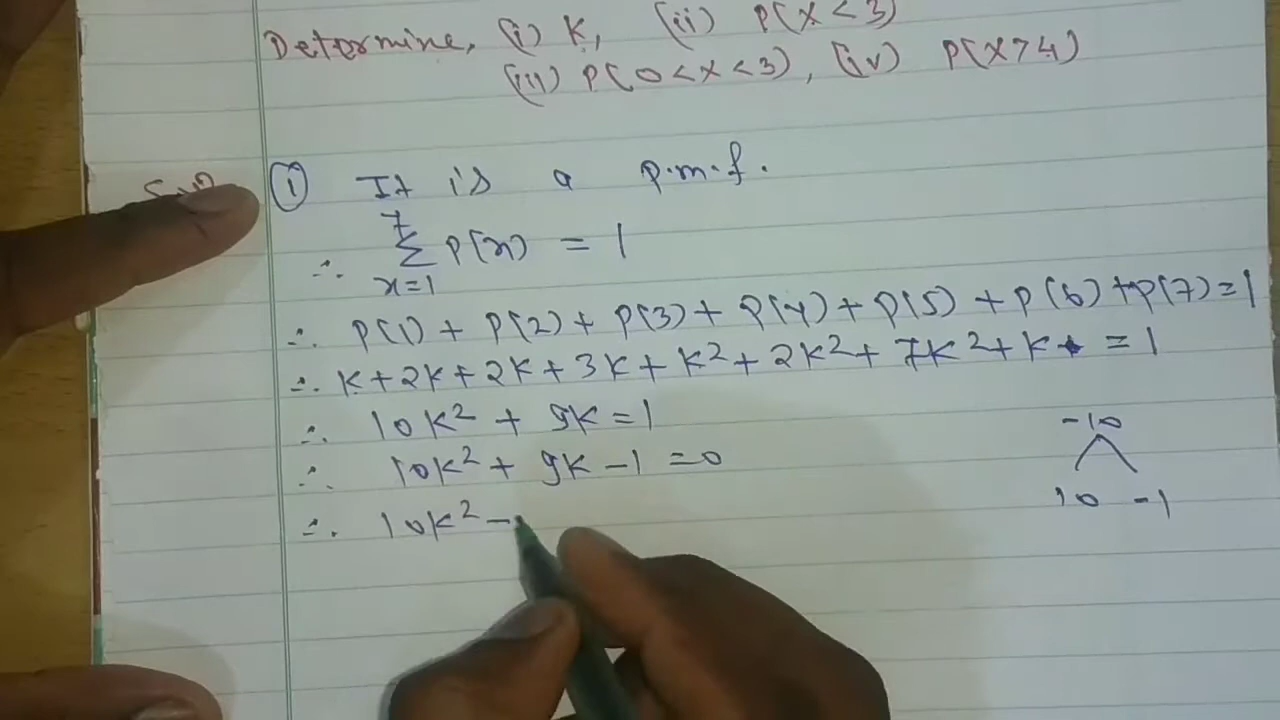 Determine, (i) K, (ii) P(X<3)
(iii) P(0<X<3), (iv) P(X>4)
(i) It is a p.m.f.
7
∴ Σ P(x) = 1
x=1
∴ P(1) + P(2) + P(3) + P(4) + P(5) + P(6) + P(7) = 1
∴ K + 2K + 2K + 3K + K² + 2K² + 7K² + K = 1
∴ 10K² + 9K = 1
∴ 10K² + 9K - 1 = 0
-10
10 -1
∴ 10K² -